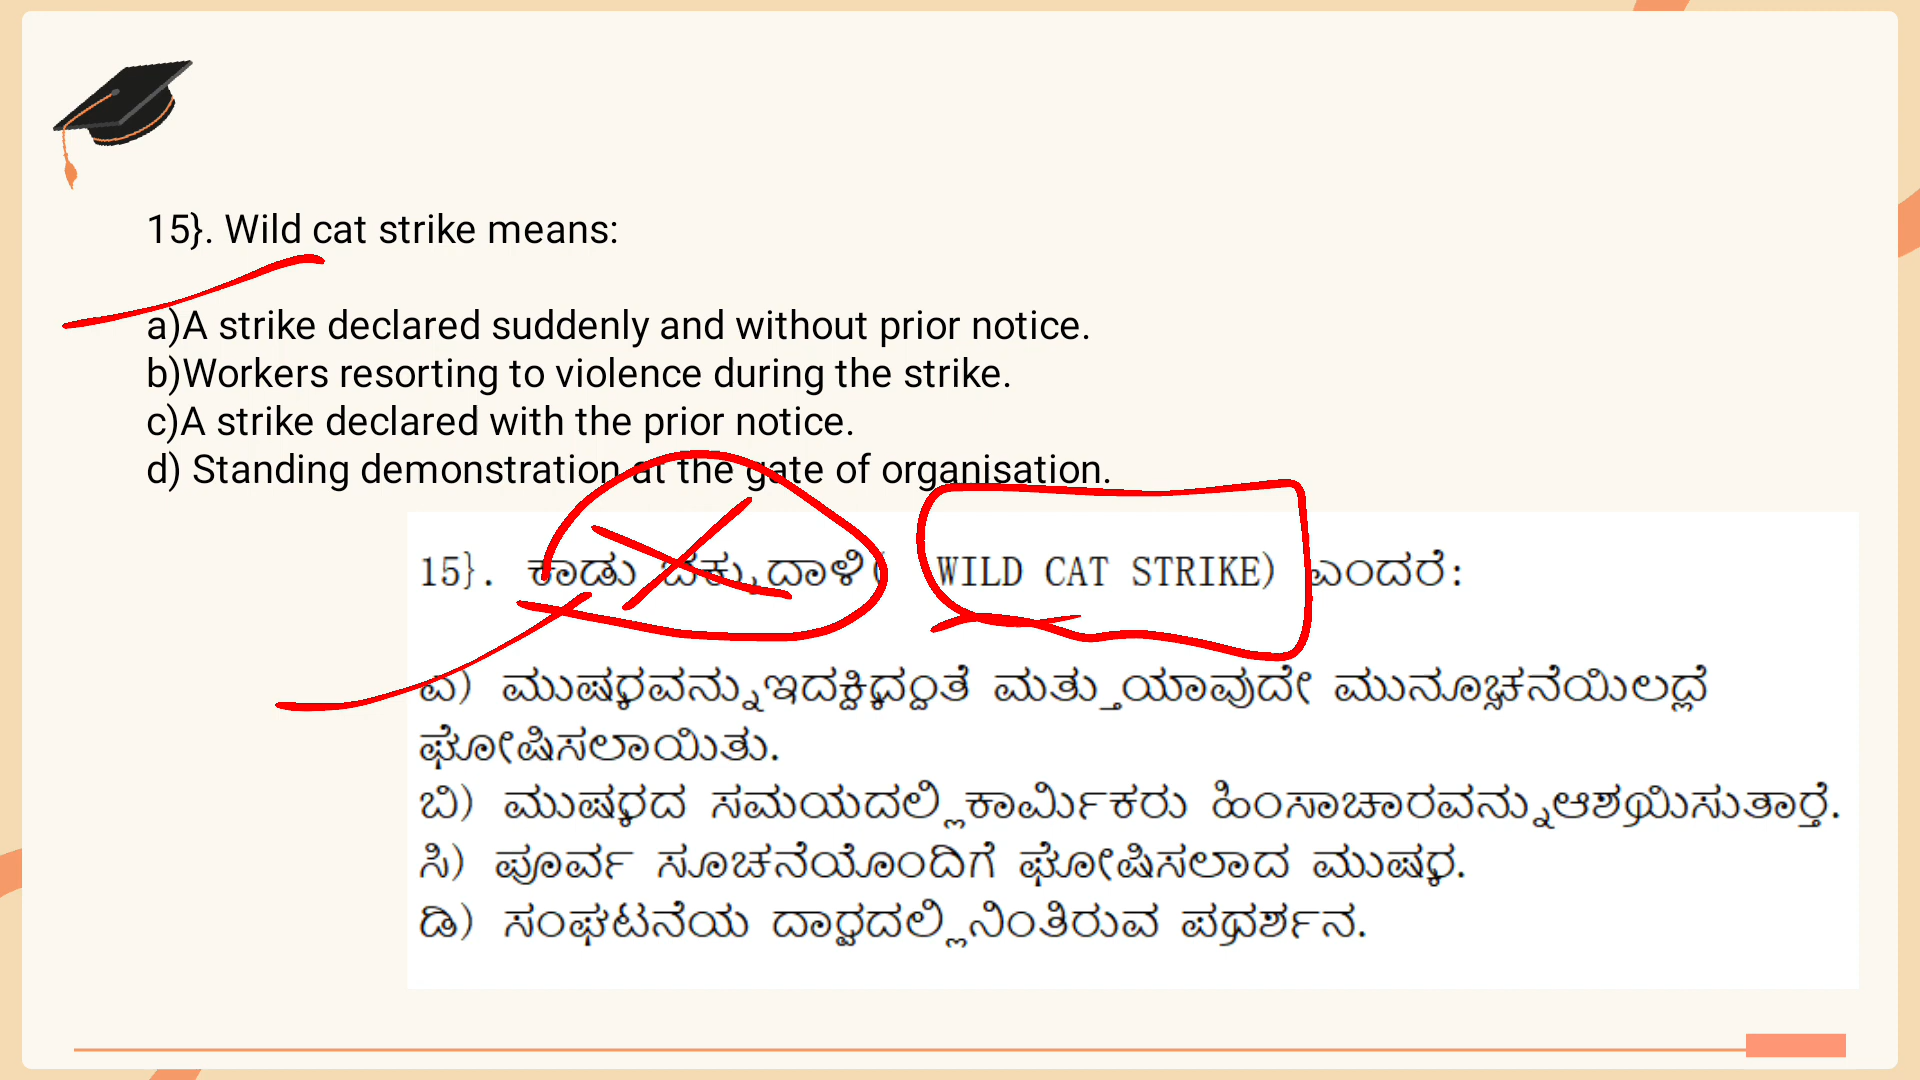 15}. Wild cat strike means:
a)A strike declared suddenly and without prior notice.
b)Workers resorting to violence during the strike.
c)A strike declared with the prior notice.
d) Standing demonstration at the gate of organisation.
15}. ಕಾಡು ಬೆಕ್ಕು ದಾಳಿ( WILD CAT STRIKE) ಎಂದರೆ:
ಎ) ಮುಷ್ಕರವನ್ನು ಇದ್ದಕ್ಕಿದ್ದಂತೆ ಮತ್ತು ಯಾವುದೇ ಮುನ್ಸೂಚನೆಯಿಲ್ಲದೆ
ಘೋಷಿಸಲಾಯಿತು.
ಬಿ) ಮುಷ್ಕರದ ಸಮಯದಲ್ಲಿ ಕಾರ್ಮಿಕರು ಹಿಂಸಾಚಾರವನ್ನು ಆಶ್ರಯಿಸುತ್ತಾರೆ.
ಸಿ) ಪೂರ್ವ ಸೂಚನೆಯೊಂದಿಗೆ ಘೋಷಿಸಲಾದ ಮುಷ್ಕರ.
ಡಿ) ಸಂಘಟನೆಯ ದ್ವಾರದಲ್ಲಿ ನಿಂತಿರುವ ಪ್ರದರ್ಶನ.